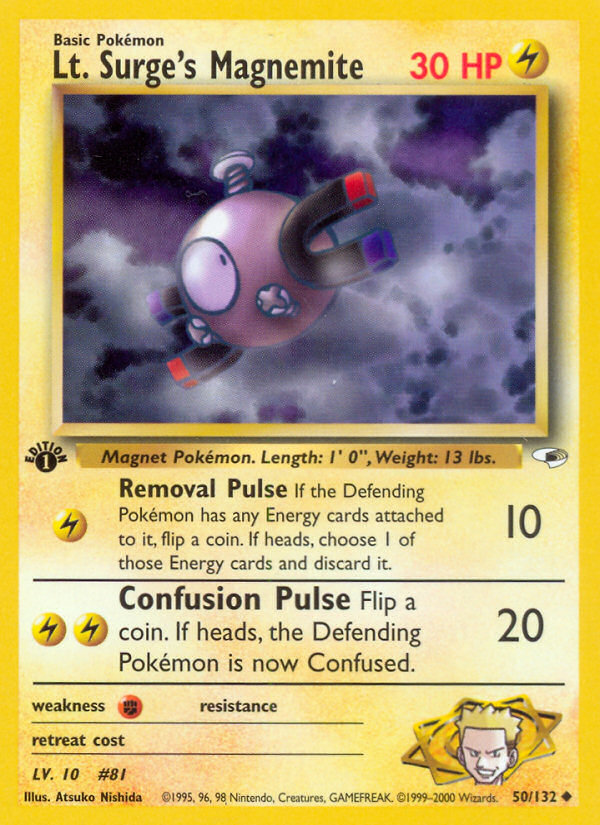 Basic Pokémon
Lt. Surge's Magnemite 30 HP
EDITION
1
Magnet Pokémon. Length: 1' 0", Weight: 13 lbs.
Removal Pulse If the Defending
Pokémon has any Energy cards attached
to it, flip a coin. If heads, choose 1 of
those Energy cards and discard it.
10
Confusion Pulse Flip a
coin. If heads, the Defending
Pokémon is now Confused.
20
weakness resistance
retreat cost
LV. 10 #81
Illus. Atsuko Nishida ©1995, 96, 98 Nintendo, Creatures, GAMEFREAK. ©1999-2000 Wizards. 50/132